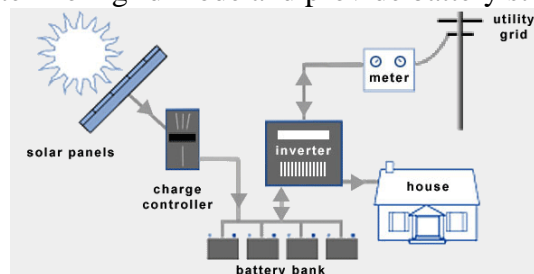 utility
grid
meter
solar panels
inverter
charge
controller
house
battery bank